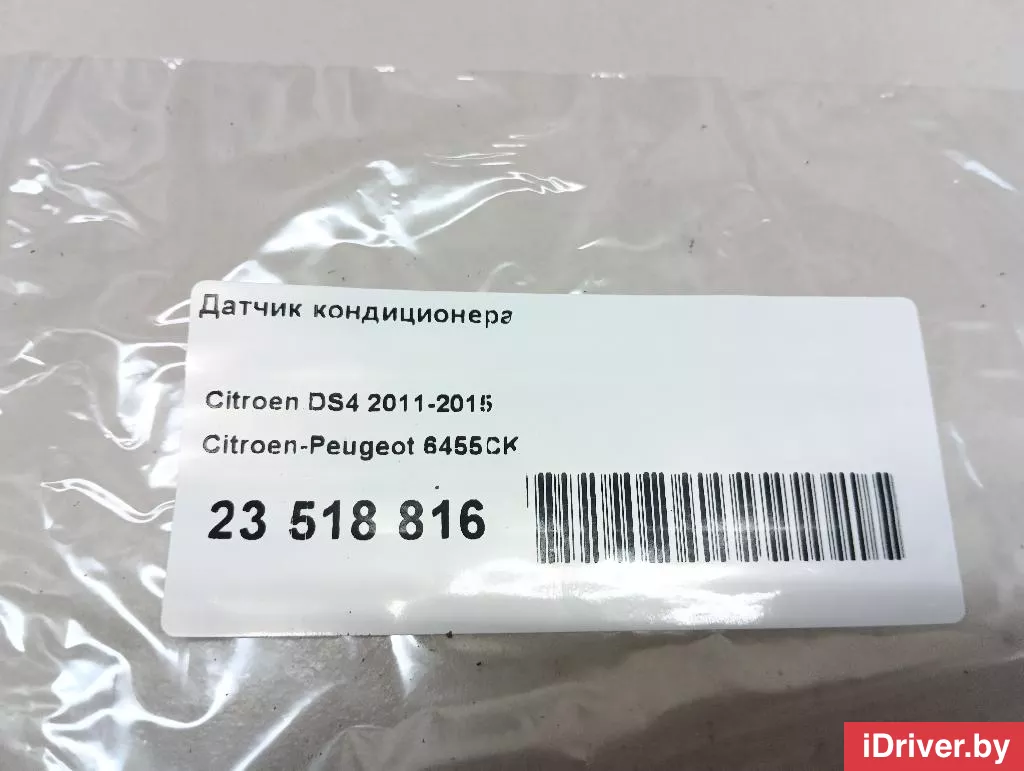 Датчик кондиционера
Citroen DS4 2011-2015
Citroen-Peugeot 6455CK
23 518 816
iDriver.by